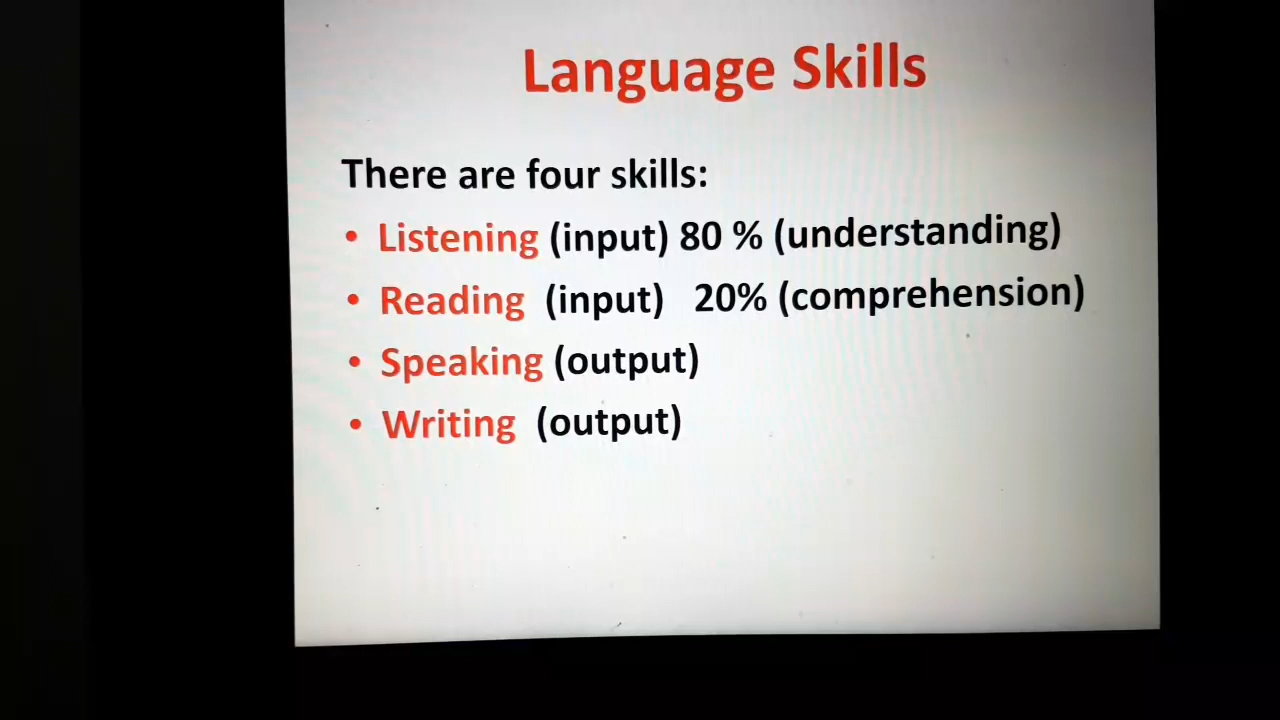 Language Skills
There are four skills:
• Listening (input) 80 % (understanding)
• Reading (input) 20% (comprehension)
• Speaking (output)
• Writing (output)